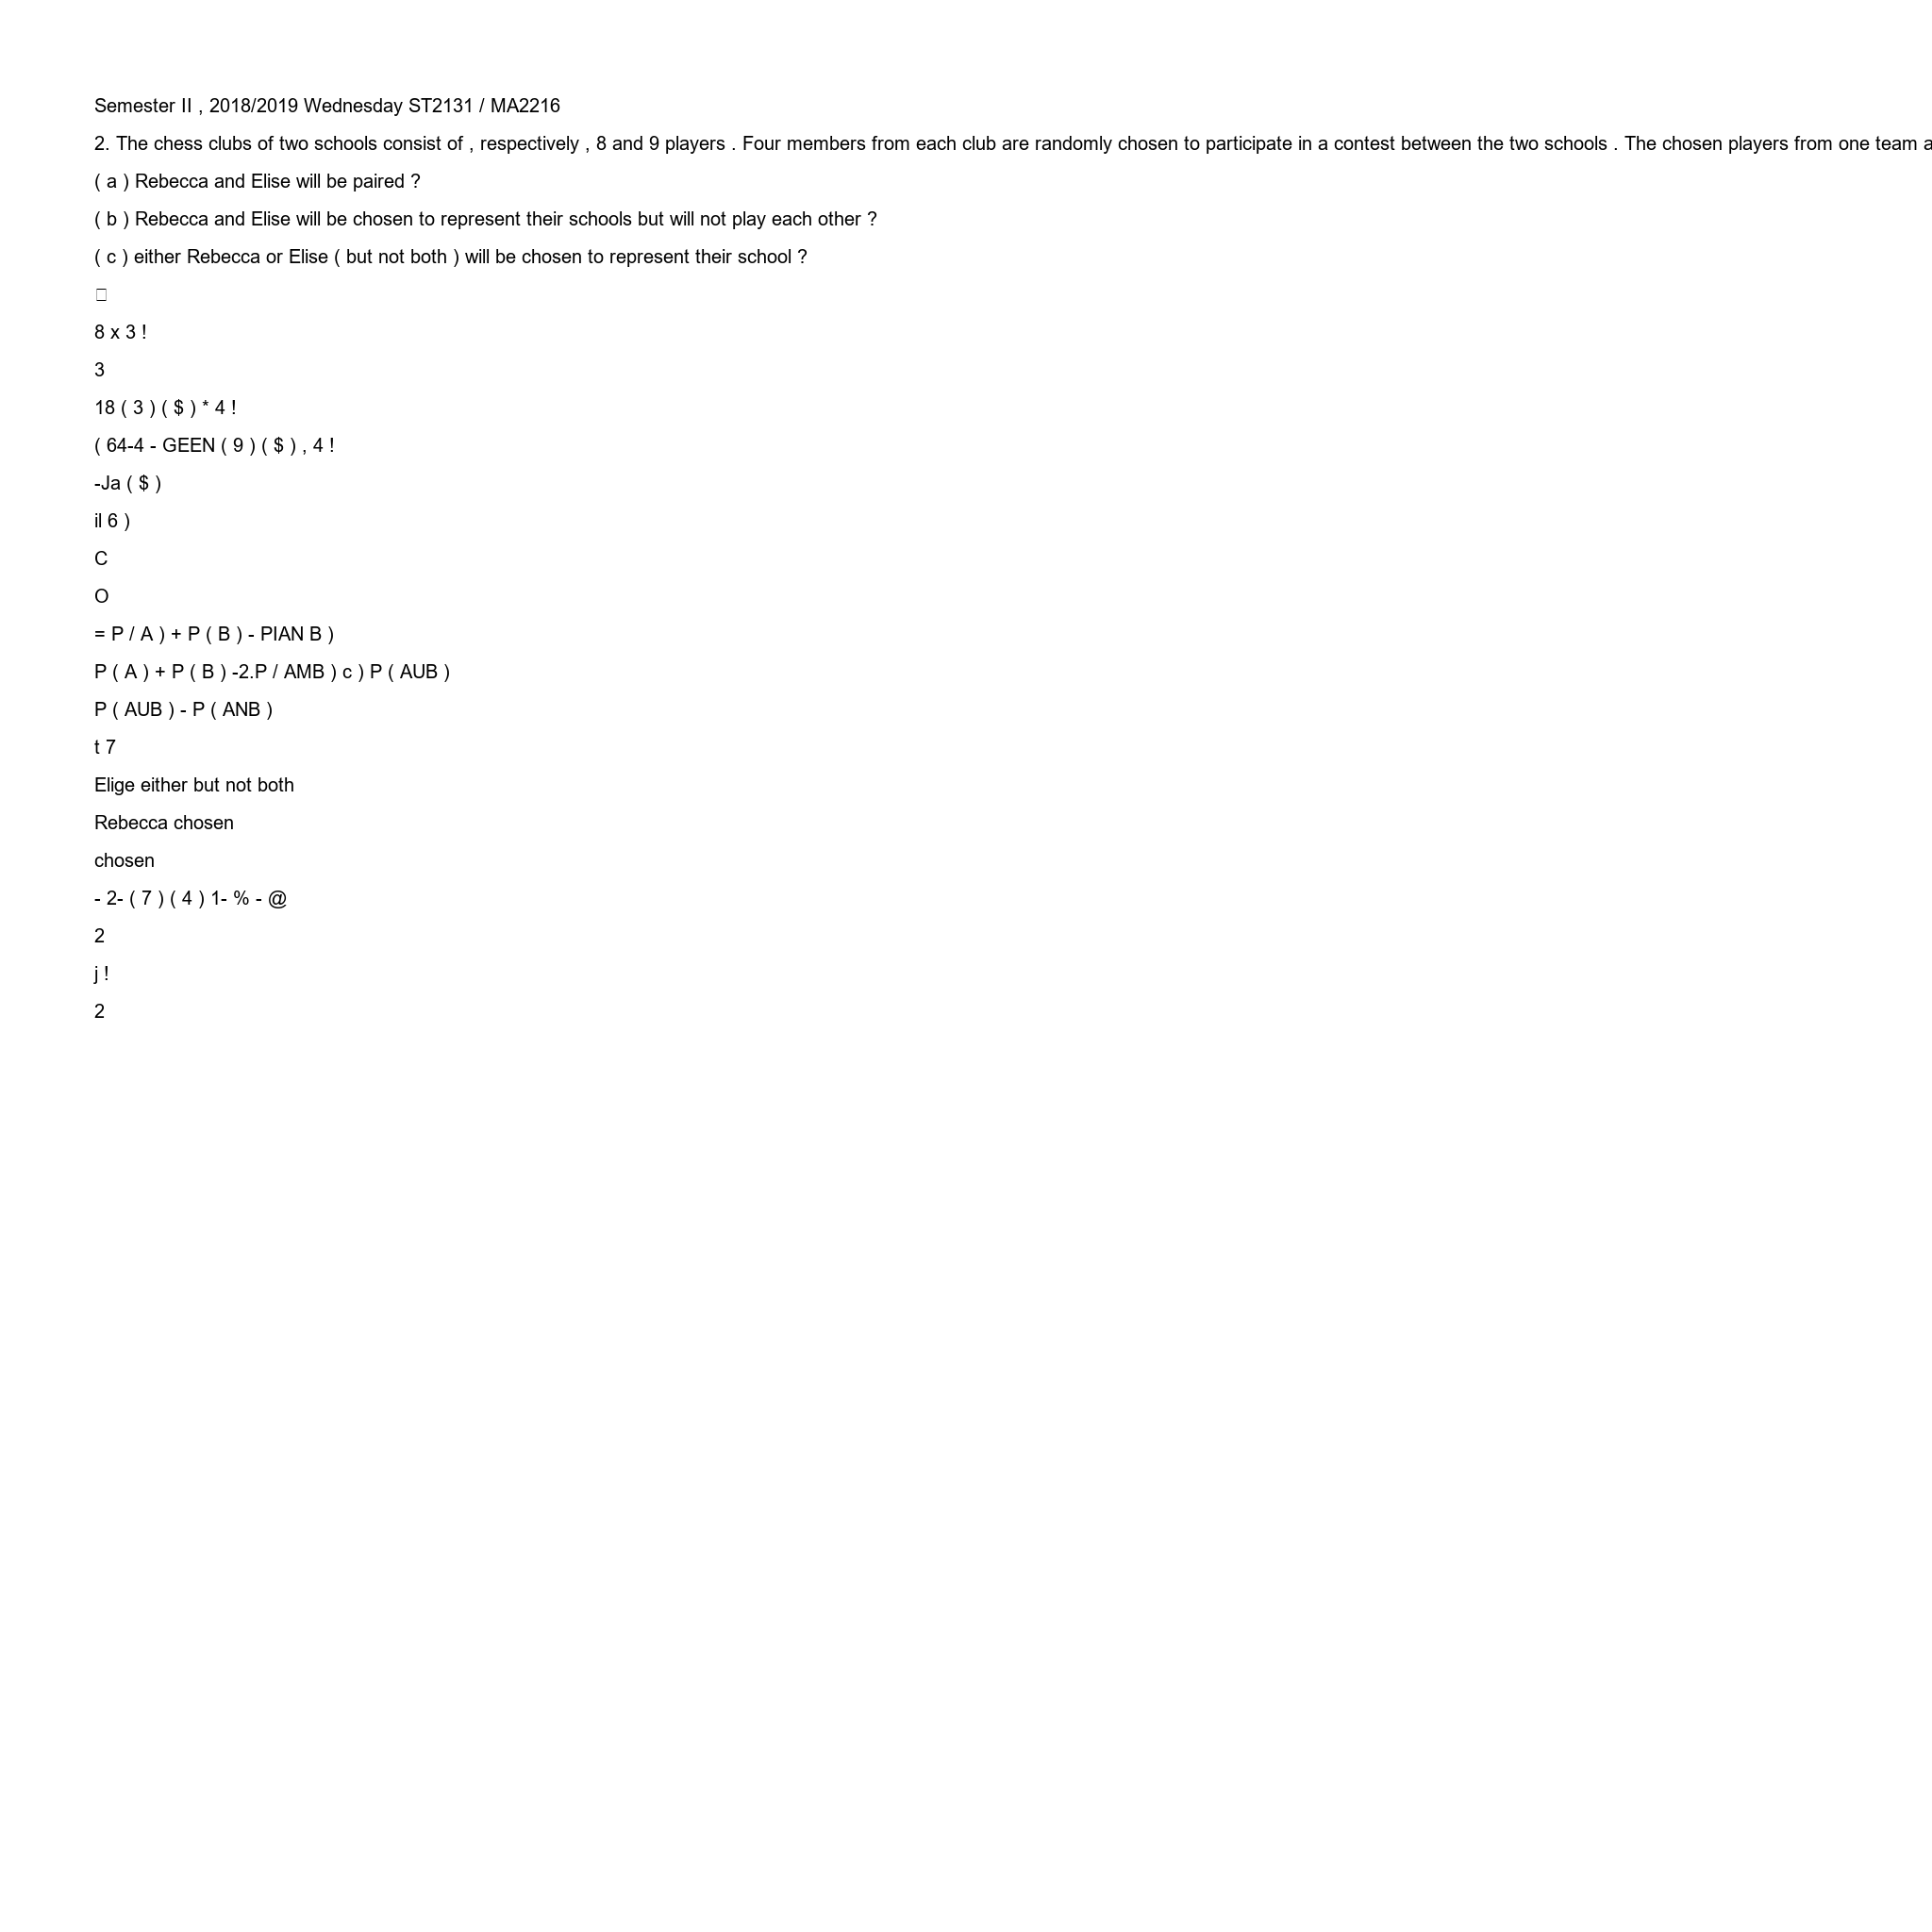 Semester II , 2018/2019 Wednesday ST2131 / MA2216
2. The chess clubs of two schools consist of , respectively , 8 and 9 players . Four members from each club are randomly chosen to participate in a contest between the two schools . The chosen players from one team a
( a ) Rebecca and Elise will be paired ?
( b ) Rebecca and Elise will be chosen to represent their schools but will not play each other ?
( c ) either Rebecca or Elise ( but not both ) will be chosen to represent their school ?
□
8 x 3 !
3
18 ( 3 ) ( $ ) * 4 !
( 64-4 - GEEN ( 9 ) ( $ ) , 4 !
-Ja ( $ )
il 6 )
C
O
= P / A ) + P ( B ) - PIAN B )
P ( A ) + P ( B ) -2.P / AMB ) c ) P ( AUB )
P ( AUB ) - P ( ANB )
t 7
Elige either but not both
Rebecca chosen
chosen
- 2- ( 7 ) ( 4 ) 1- % - @
2
j !
2